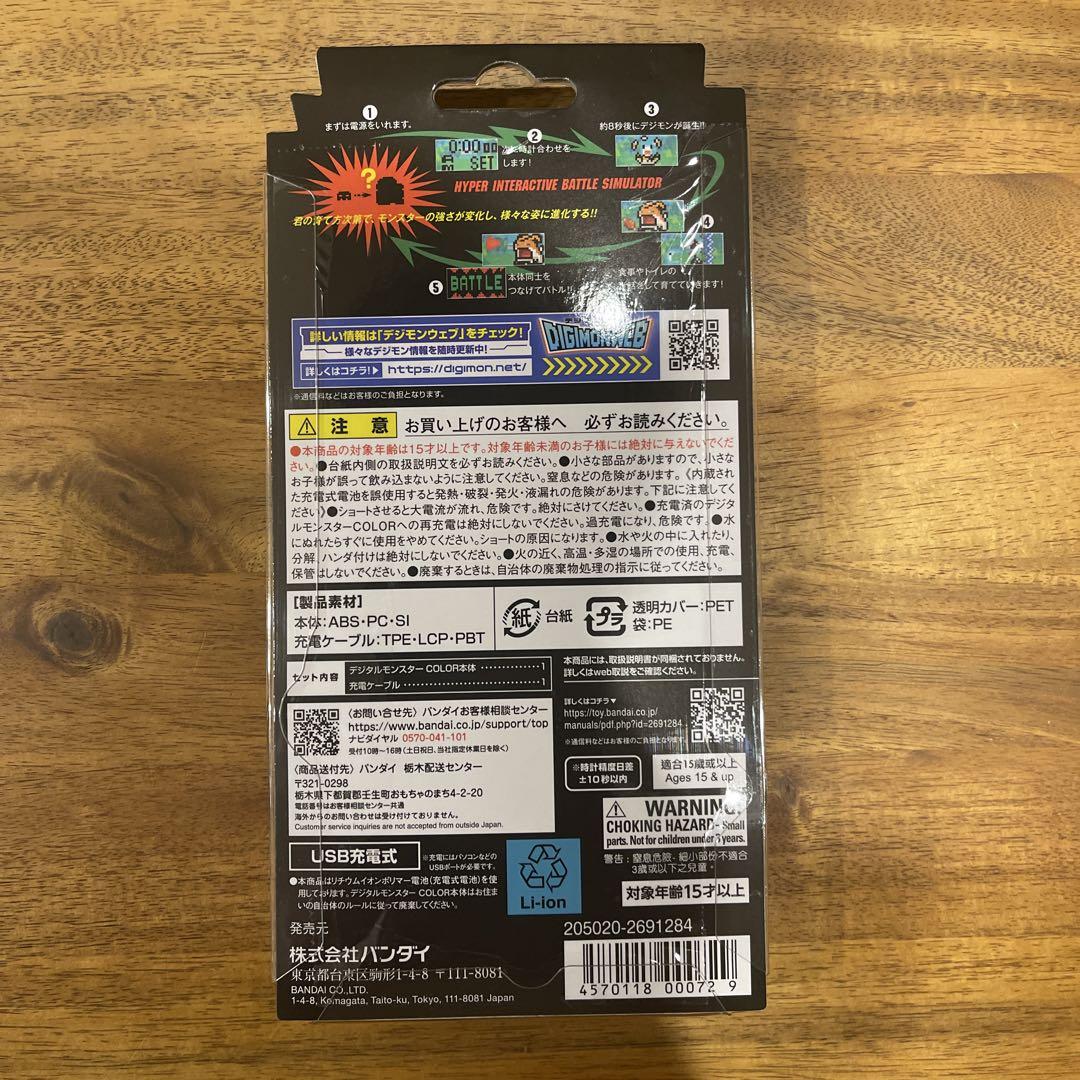 ①
まずは電源をいれます。
②
0:00 00
AM SET
次に時計合わせを
します!
③
約8秒後にデジモンが誕生!!
?
HYPER INTERACTIVE BATTLE SIMULATOR
君の育て方次第で、モンスターの強さが変化し、様々な姿に進化する!!
④
食事やトイレの
お世話をして育てていきます!
⑤
BATTLE
本体同士を
つなげてバトル!!
詳しい情報は「デジモンウェブ」をチェック!
様々なデジモン情報を随時更新中!
詳しくはコチラ!▶ https://digimon.net/
DIGIMONWEB
※通信料などはお客様のご負担となります。
⚠ 注 意 お買い上げのお客様へ 必ずお読みください。
●本商品の対象年齢は15才以上です。対象年齢未満のお子様には絶対に与えないでくだ
さい。●台紙内側の取扱説明文を必ずお読みください。●小さな部品がありますので、小さな
お子様が誤って飲み込まないように注意してください。窒息などの危険があります。〈内蔵され
た充電式電池を誤使用すると発熱・破裂・発火・液漏れの危険があります。下記に注意してく
ださい〉●ショートさせると大電流が流れ、危険です。絶対にさけてください。●充電済のデジタ
ルモンスターCOLORへの再充電は絶対にしないでください。過充電になり、危険です。●水
にぬれたらすぐに使用をやめてください。ショートの原因になります。●水や火の中に入れたり、
分解、ハンダ付けは絶対にしないでください。●火の近く、高温・多湿の場所での使用、充電、
保管はしないでください。●廃棄するときは、自治体の廃棄物処理の指示に従ってください。
[製品素材]
本体:ABS・PC・SI
充電ケーブル:TPE・LCP・PBT
紙 台紙
プラ 透明カバー:PET
袋:PE
セット内容
デジタルモンスター COLOR本体 ············1
充電ケーブル ································1
本商品には、取扱説明書が同梱されておりません。
詳しくはweb取説をご確認ください。
詳しくはコチラ▼
https://toy.bandai.co.jp/
manuals/pdf.php?id=2691284
※通信料などはお客様のご負担となります。
〈お問い合せ先〉バンダイお客様相談センター
https://www.bandai.co.jp/support/top
ナビダイヤル 0570-041-101
受付10時~16時(土日祝日、当社指定休業日を除く)
〈商品送付先〉バンダイ 栃木配送センター
〒321-0298
栃木県下都賀郡壬生町おもちゃのまち4-2-20
電話番号はお客様相談センター共通
海外からのお問い合わせは受け付けておりません。
Customer service inquiries are not accepted from outside Japan.
※時計精度日差
±10秒以内
適合15歳或以上
Ages 15 & up
⚠ WARNING:
CHOKING HAZARD- Small
parts. Not for children under 3 years.
警告:窒息危險-細小部份不適合
3歲或以下之兒童。
対象年齢15才以上
USB充電式
※充電にはパソコンなどの
USBポートが必要です。
●本商品はリチウムイオンポリマー電池(充電式電池)を使
用しております。デジタルモンスター COLOR本体はお住ま
いの自治体のルールに従って廃棄してください。
Li-ion
発売元
株式会社バンダイ
東京都台東区駒形1-4-8 〒111-8081
BANDAI CO.,LTD.
1-4-8, Komagata, Taito-ku, Tokyo, 111-8081 Japan
205020-2691284
4570118 000729